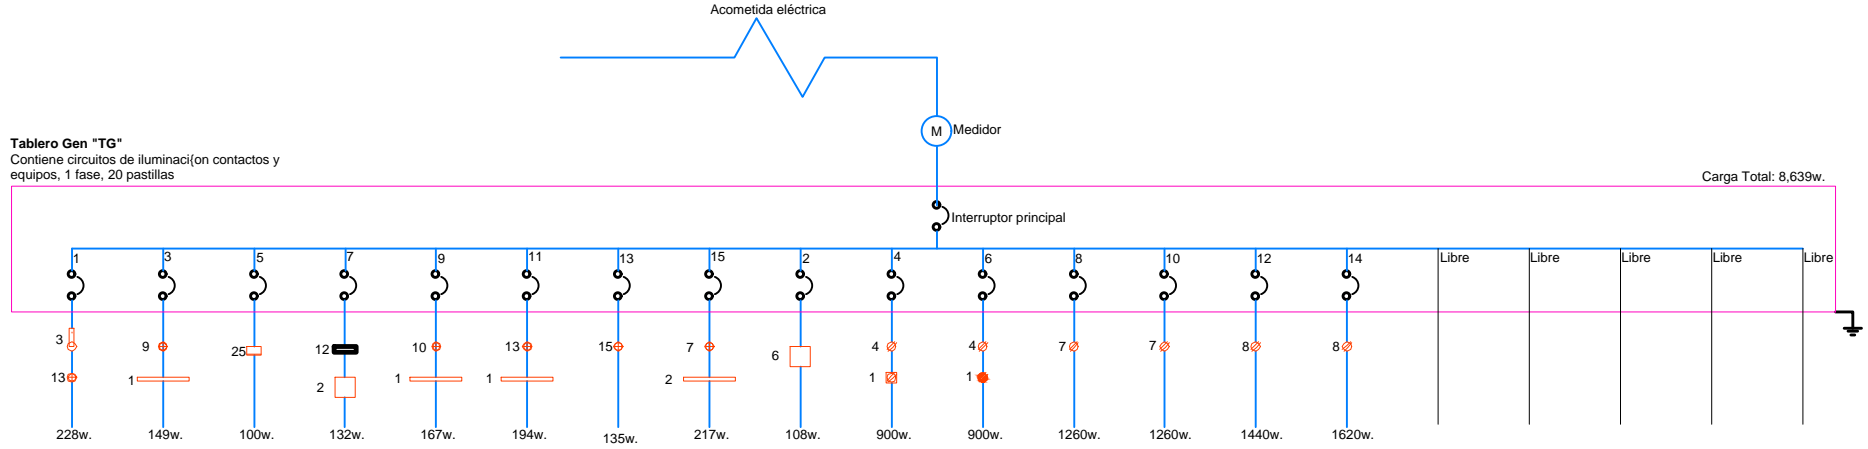 Acometida eléctrica
M Medidor
Tablero Gen "TG"
Contiene circuitos de iluminaci{on contactos y
equipos, 1 fase, 20 pastillas
Carga Total: 8,639w.
Interruptor principal
1 3 5 7 9 11 13 15 2 4 6 8 10 12 14 Libre Libre Libre Libre Libre
3 9 25 12 10 13 15 7 6 4 4 7 7 8 8
13 1 2 1 1 2 1 1
228w. 149w. 100w. 132w. 167w. 194w. 135w. 217w. 108w. 900w. 900w. 1260w. 1260w. 1440w. 1620w.